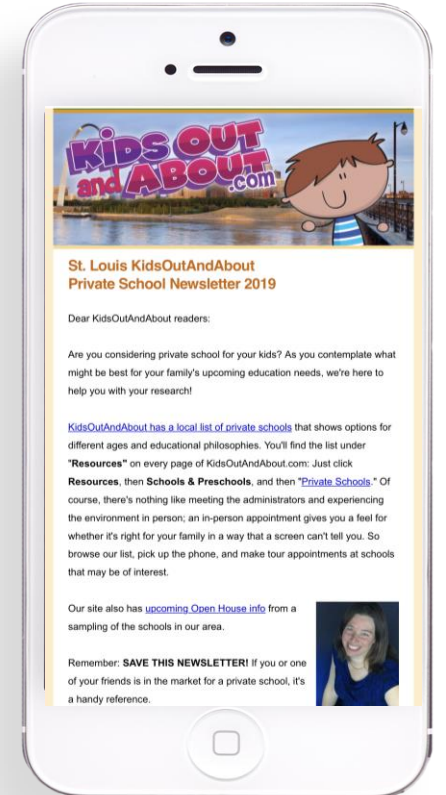 KiDS OUT
and ABOUT
.com
St. Louis KidsOutAndAbout
Private School Newsletter 2019
Dear KidsOutAndAbout readers:
Are you considering private school for your kids? As you contemplate what
might be best for your family's upcoming education needs, we're here to
help you with your research!
KidsOutAndAbout has a local list of private schools that shows options for
different ages and educational philosophies. You'll find the list under
"Resources" on every page of KidsOutAndAbout.com: Just click
Resources, then Schools & Preschools, and then "Private Schools." Of
course, there's nothing like meeting the administrators and experiencing
the environment in person; an in-person appointment gives you a feel for
whether it's right for your family in a way that a screen can't tell you. So
browse our list, pick up the phone, and make tour appointments at schools
that may be of interest.
Our site also has upcoming Open House info from a
sampling of the schools in our area.
Remember: SAVE THIS NEWSLETTER! If you or one
of your friends is in the market for a private school, it's
a handy reference.